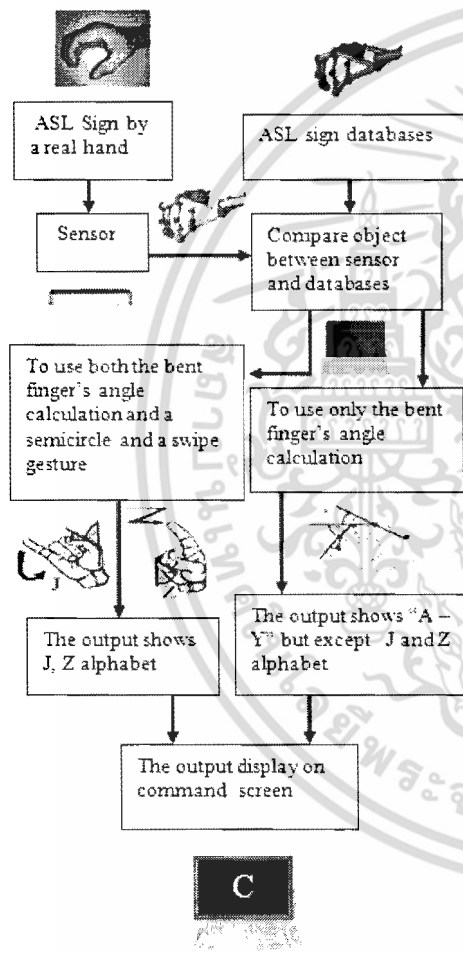 ASL Sign by
a real hand
ASL sign databases
Sensor
Compare object
between sensor
and databases
To use both the bent
finger's angle
calculation and a
semicircle and a swipe
gesture
To use only the bent
finger's angle
calculation
J
The output shows
J, Z alphabet
The output shows "A –
Y" but except J and Z
alphabet
The output display on
command screen
C